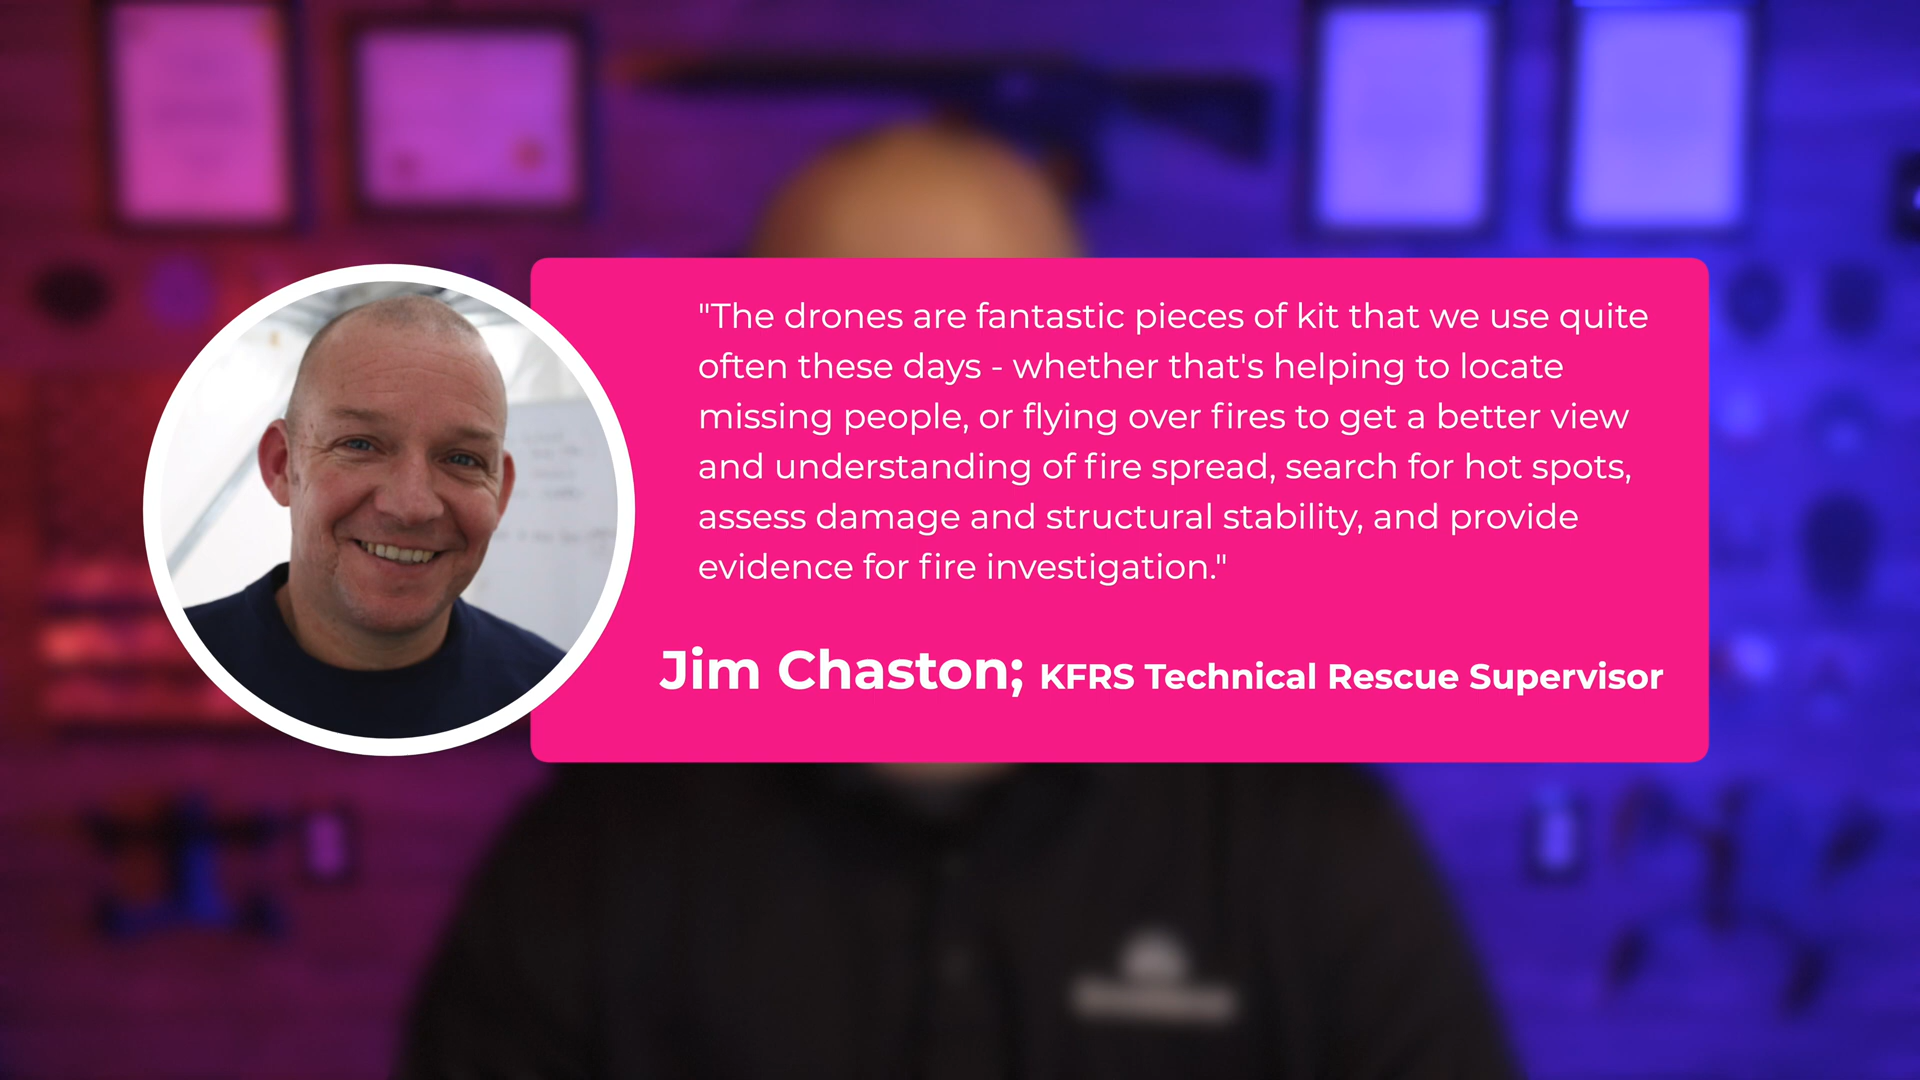 "The drones are fantastic pieces of kit that we use quite
often these days - whether that's helping to locate
missing people, or flying over fires to get a better view
and understanding of fire spread, search for hot spots,
assess damage and structural stability, and provide
evidence for fire investigation."
Jim Chaston; KFRS Technical Rescue Supervisor